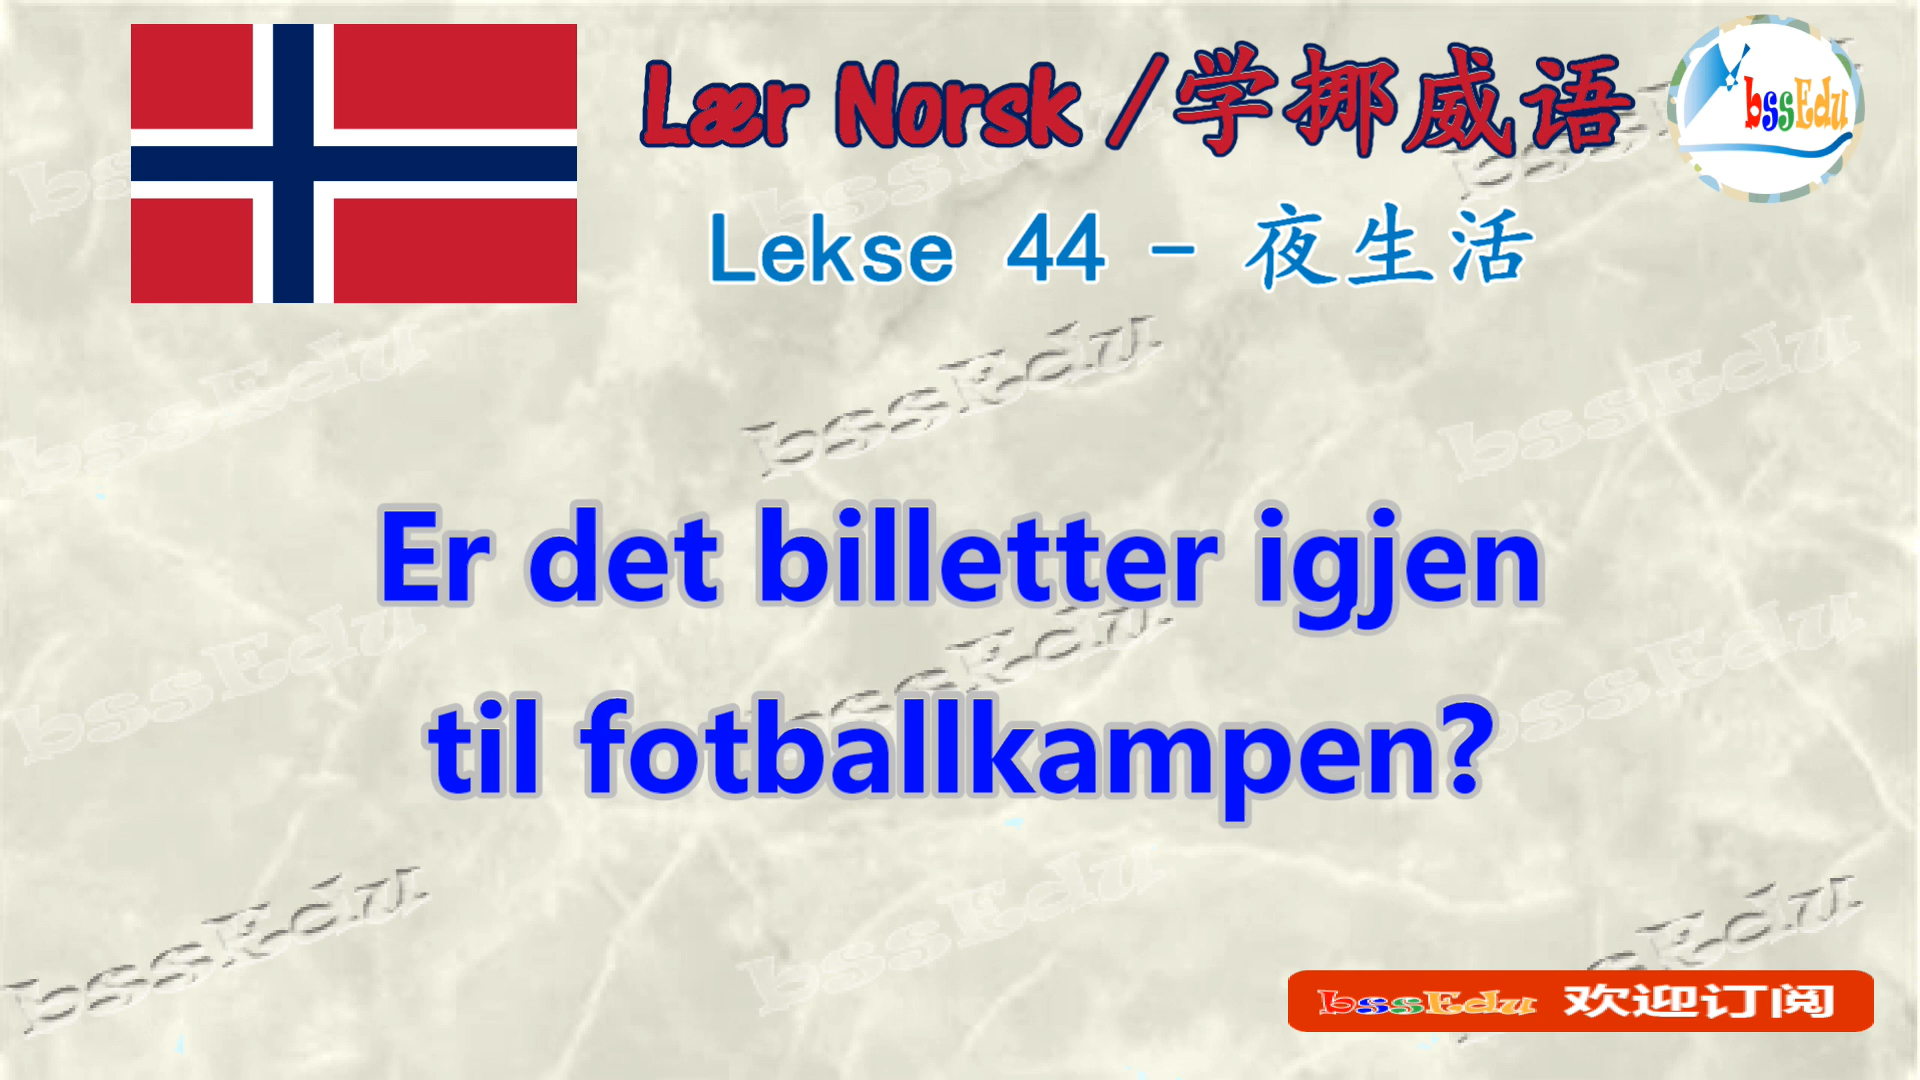 Lær Norsk /学挪威语
bssEdu
Lekse 44 - 夜生活
Er det billetter igjen
til fotballkampen?
bssEdu 欢迎订阅